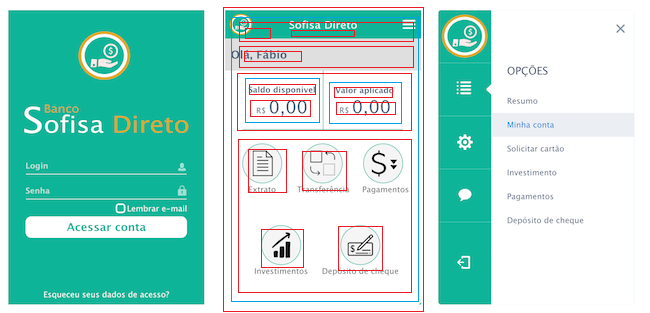 Banco
Sofisa Direto
Login
Senha
Lembrar e-mail
Acessar conta
Esqueceu seus dados de acesso?
Sofisa Direto
Olá, Fábio
Saldo disponível
Valor aplicado
R$ 0,00
R$ 0,00
Extrato
Transferência
Pagamentos
Investimentos
Depósito de cheque
OPÇÕES
Resumo
Minha conta
Solicitar cartão
Investimento
Pagamentos
Depósito de cheque